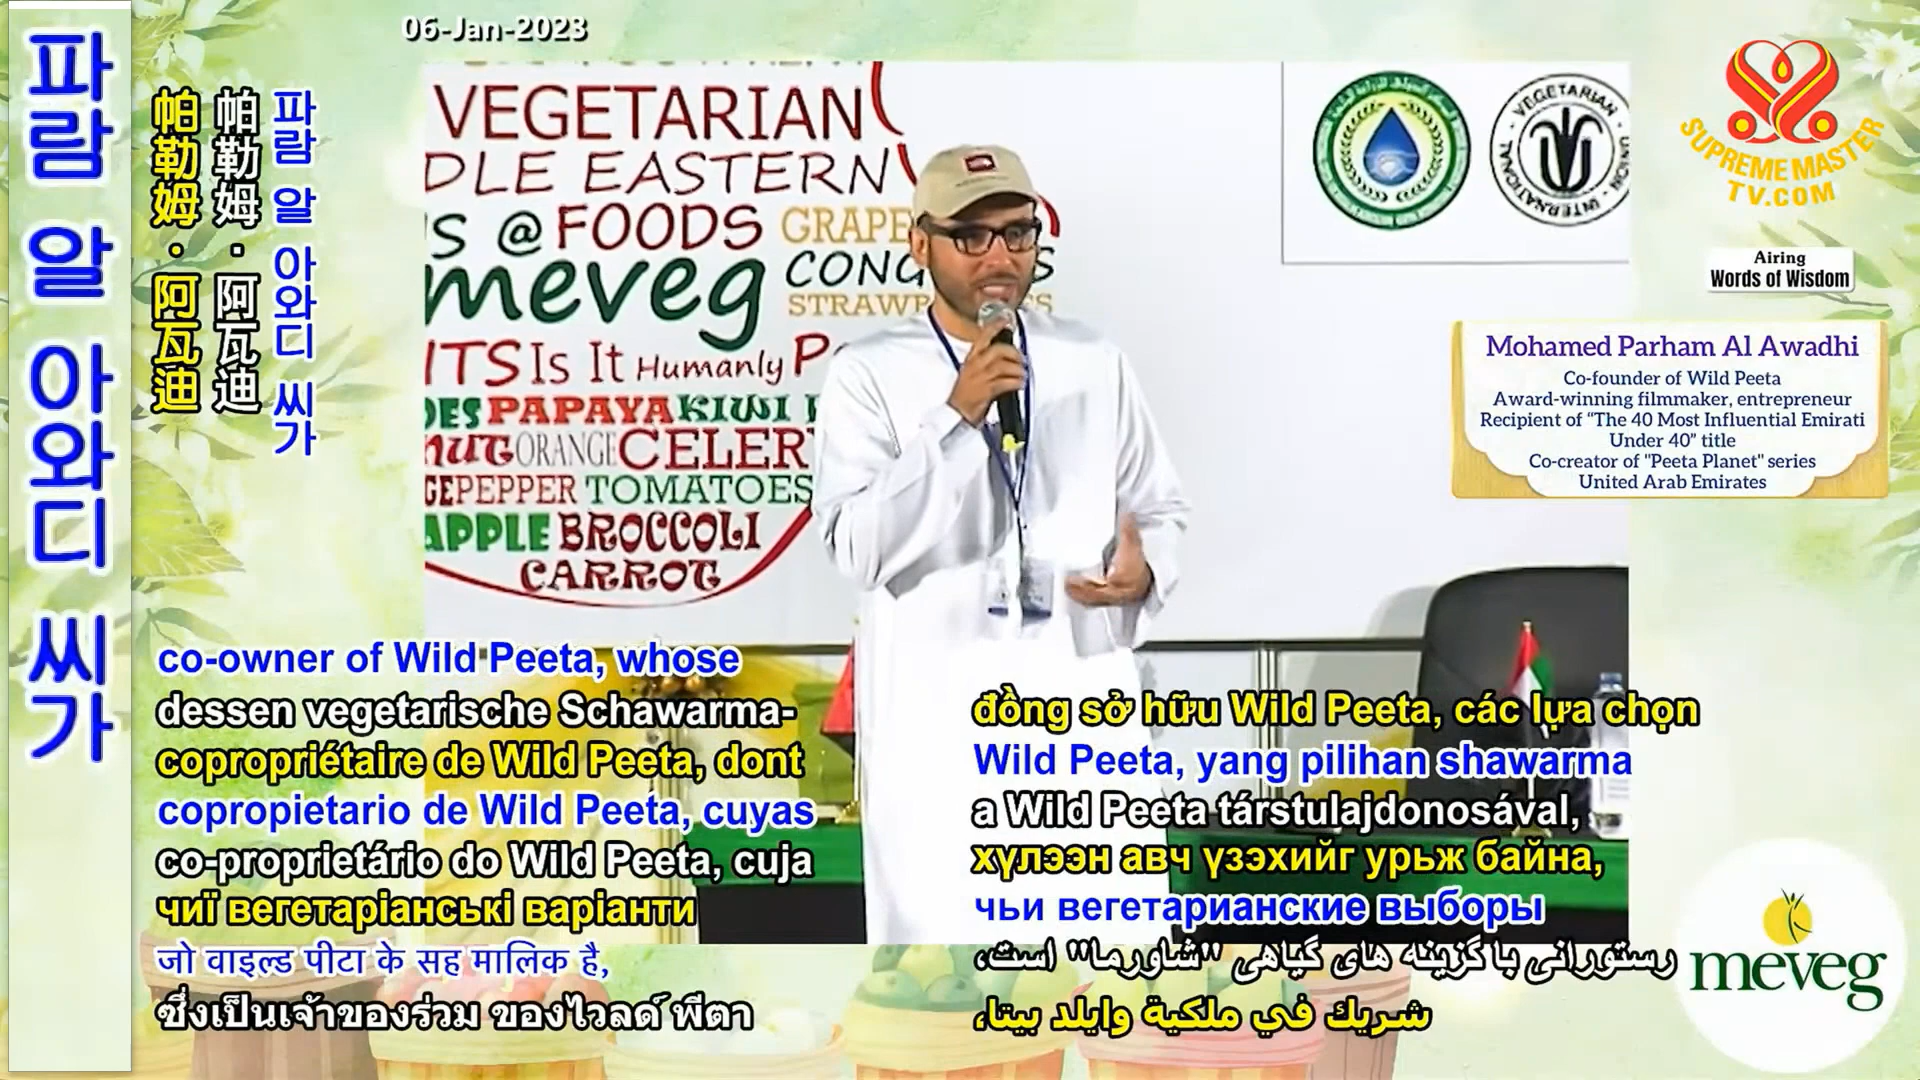 06-Jan-2023
파람 알 아와디 씨가
帕勒姆·阿瓦迪
帕勒姆·阿瓦迪
파람 알 아와디 씨가
VEGETARIAN
DLE EASTERN
@ FOODS
meveg
Is It Humanly
PAPAYA KIWI
ORANGE CELERY
PEPPER TOMATOES
APPLE BROCCOLI
CARROT
VEGETARIAN
UNION
INTERNATIONAL
SUPREME MASTER
TV.COM
Airing
Words of Wisdom
Mohamed Parham Al Awadhi
Co-founder of Wild Peeta
Award-winning filmmaker, entrepreneur
Recipient of "The 40 Most Influential Emirati
Under 40" title
Co-creator of "Peeta Planet" series
United Arab Emirates
co-owner of Wild Peeta, whose
dessen vegetarische Schawarma-
copropriétaire de Wild Peeta, dont
copropietario de Wild Peeta, cuyas
co-proprietário do Wild Peeta, cuja
чиї вегетаріанські варіанти
जो वाइल्ड पीटा के सह मालिक है,
ซึ่งเป็นเจ้าของร่วม ของไวลด์ พีตา
đồng sở hữu Wild Peeta, các lựa chọn
Wild Peeta, yang pilihan shawarma
a Wild Peeta társtulajdonosával,
хүлээн авч үзэхийг урьж байна,
чьи вегетарианские выборы
رستورانی با گزینه های گیاهی "شاورما" است،
شريك في ملكية وايلد بيتا،
meveg